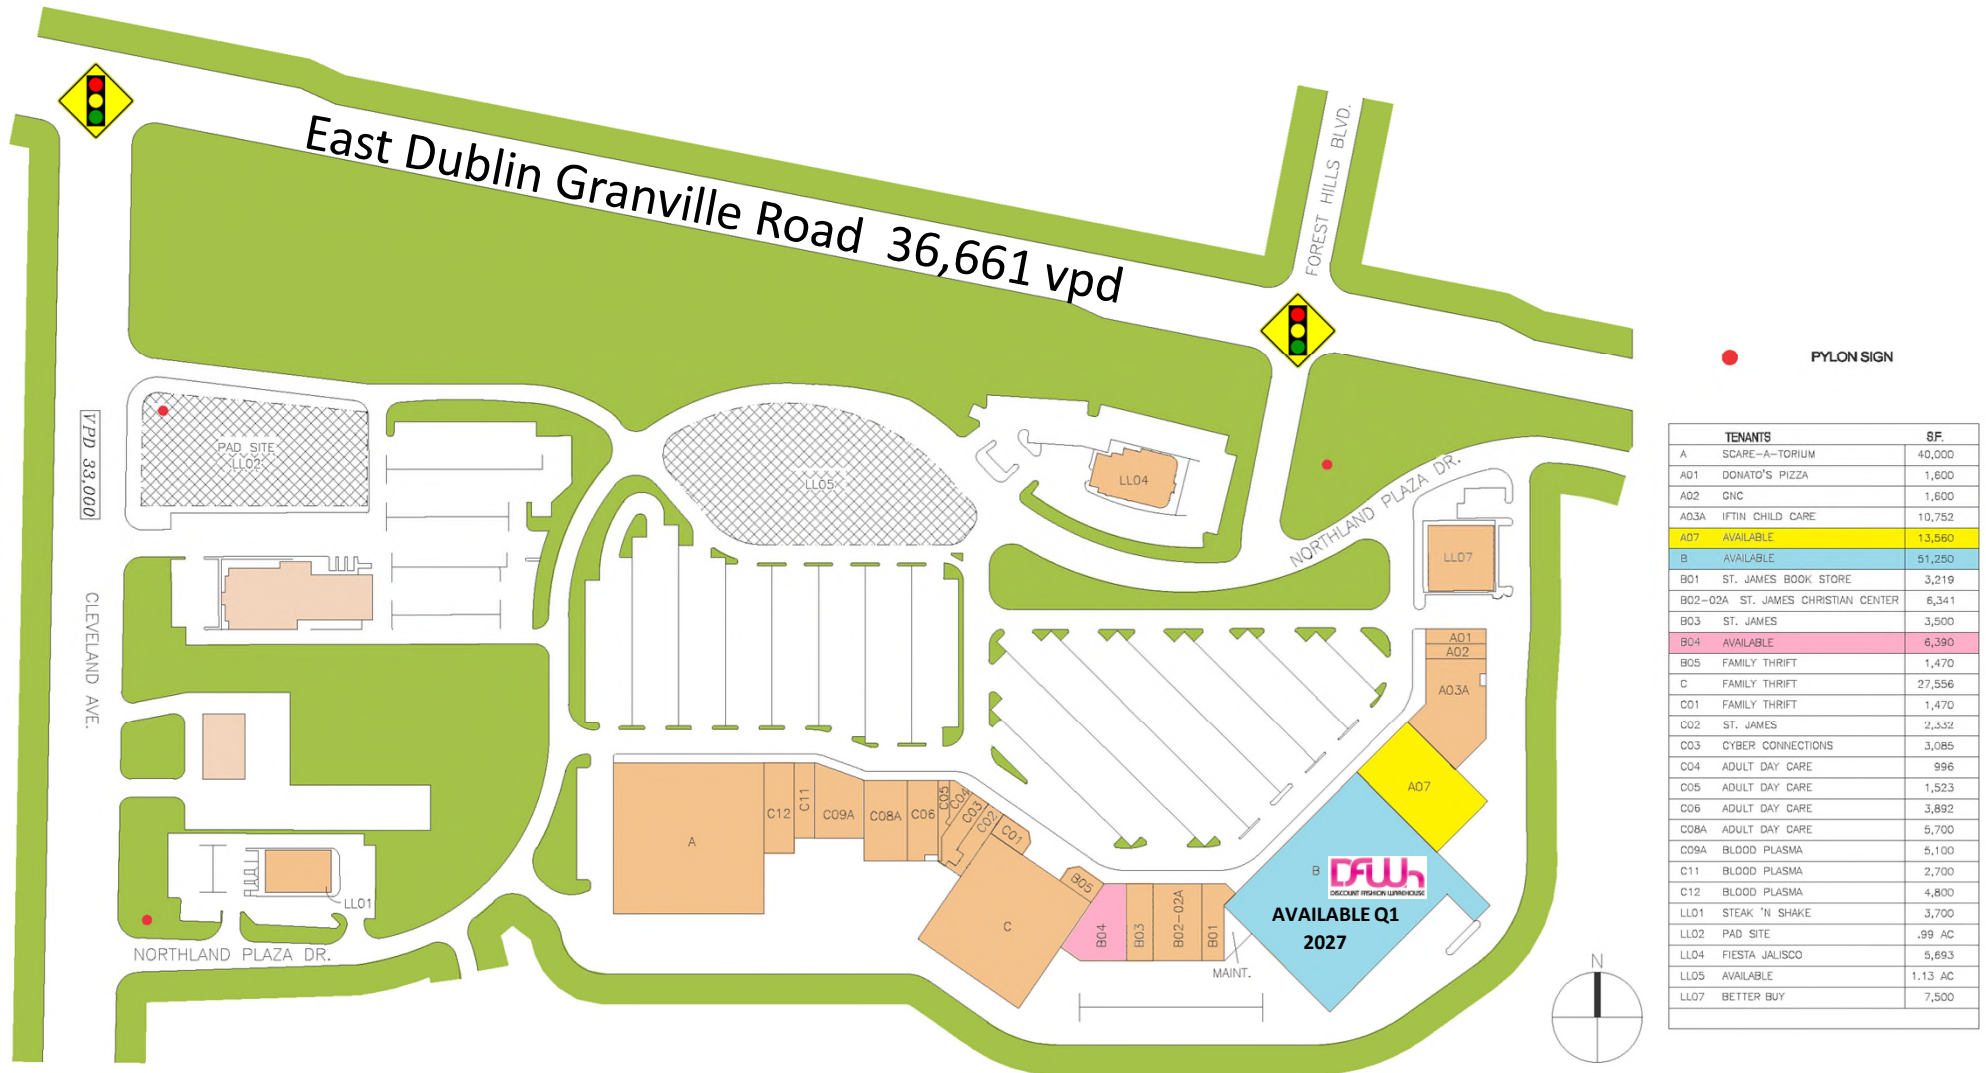 East Dublin Granville Road 36,661 vpd
FOREST HILLS BLVD.
PYLON SIGN
VPD 33,000
CLEVELAND AVE.
PAD SITE
LL02
LL05
LL04
NORTHLAND PLAZA DR.
LL07
A01
A02
A03A
A07
A
C12
C11
C09A
C08A
C06
C05
C04
C03
C02
C01
C
B05
B04
B03
B02-02A
B01
MAINT.
B
DFWh
DISCOUNT FASHION WAREHOUSE
AVAILABLE Q1
2027
LL01
NORTHLAND PLAZA DR.
N
TENANTS S.F.
A SCARE-A-TORIUM 40,000
A01 DONATO'S PIZZA 1,600
A02 GNC 1,600
A03A IFTIN CHILD CARE 10,752
A07 AVAILABLE 13,560
B AVAILABLE 51,250
B01 ST. JAMES BOOK STORE 3,219
B02-02A ST. JAMES CHRISTIAN CENTER 6,341
B03 ST. JAMES 3,500
B04 AVAILABLE 6,390
B05 FAMILY THRIFT 1,470
C FAMILY THRIFT 27,556
C01 FAMILY THRIFT 1,470
C02 ST. JAMES 2,332
C03 CYBER CONNECTIONS 3,085
C04 ADULT DAY CARE 996
C05 ADULT DAY CARE 1,523
C06 ADULT DAY CARE 3,892
C08A ADULT DAY CARE 5,700
C09A BLOOD PLASMA 5,100
C11 BLOOD PLASMA 2,700
C12 BLOOD PLASMA 4,800
LL01 STEAK 'N SHAKE 3,700
LL02 PAD SITE .99 AC
LL04 FIESTA JALISCO 5,693
LL05 AVAILABLE 1.13 AC
LL07 BETTER BUY 7,500